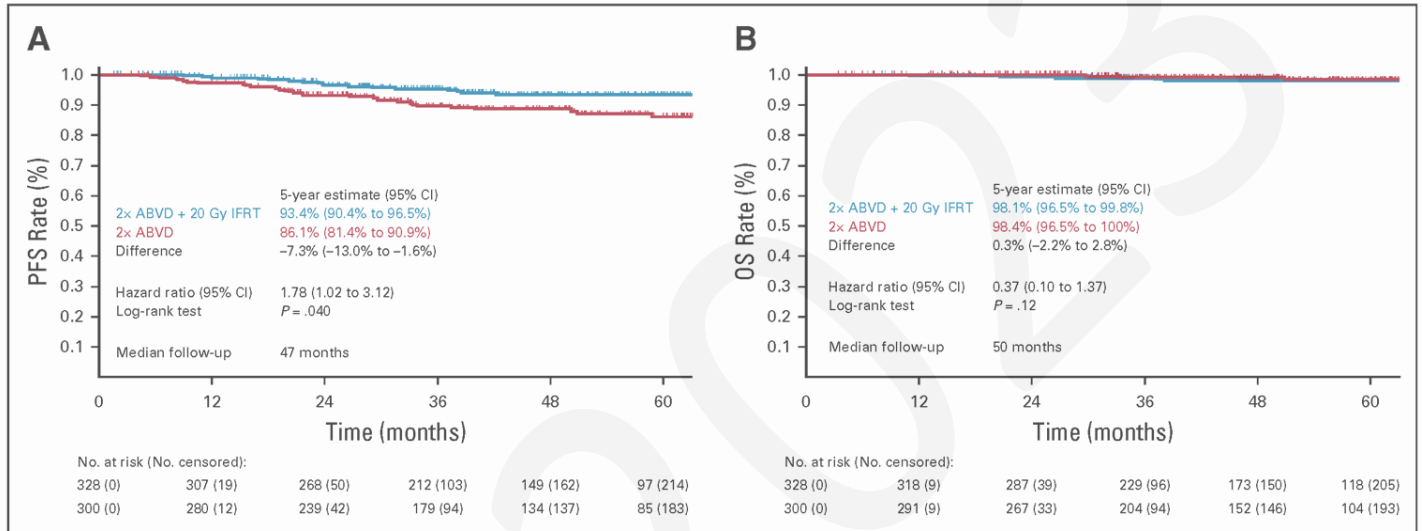 A
1.0
0.9
0.8
0.7
0.6
0.5
0.4
0.3
0.2
0.1
PFS Rate (%)
5-year estimate (95% CI)
2× ABVD + 20 Gy IFRT 93.4% (90.4% to 96.5%)
2× ABVD 86.1% (81.4% to 90.9%)
Difference –7.3% (–13.0% to –1.6%)
Hazard ratio (95% CI) 1.78 (1.02 to 3.12)
Log-rank test P = .040
Median follow-up 47 months
0 12 24 36 48 60
Time (months)
No. at risk (No. censored):
328 (0) 307 (19) 268 (50) 212 (103) 149 (162) 97 (214)
300 (0) 280 (12) 239 (42) 179 (94) 134 (137) 85 (183)
B
1.0
0.9
0.8
0.7
0.6
0.5
0.4
0.3
0.2
0.1
OS Rate (%)
5-year estimate (95% CI)
2× ABVD + 20 Gy IFRT 98.1% (96.5% to 99.8%)
2× ABVD 98.4% (96.5% to 100%)
Difference 0.3% (–2.2% to 2.8%)
Hazard ratio (95% CI) 0.37 (0.10 to 1.37)
Log-rank test P = .12
Median follow-up 50 months
0 12 24 36 48 60
Time (months)
No. at risk (No. censored):
328 (0) 318 (9) 287 (39) 229 (96) 173 (150) 118 (205)
300 (0) 291 (9) 267 (33) 204 (94) 152 (146) 104 (193)
2023